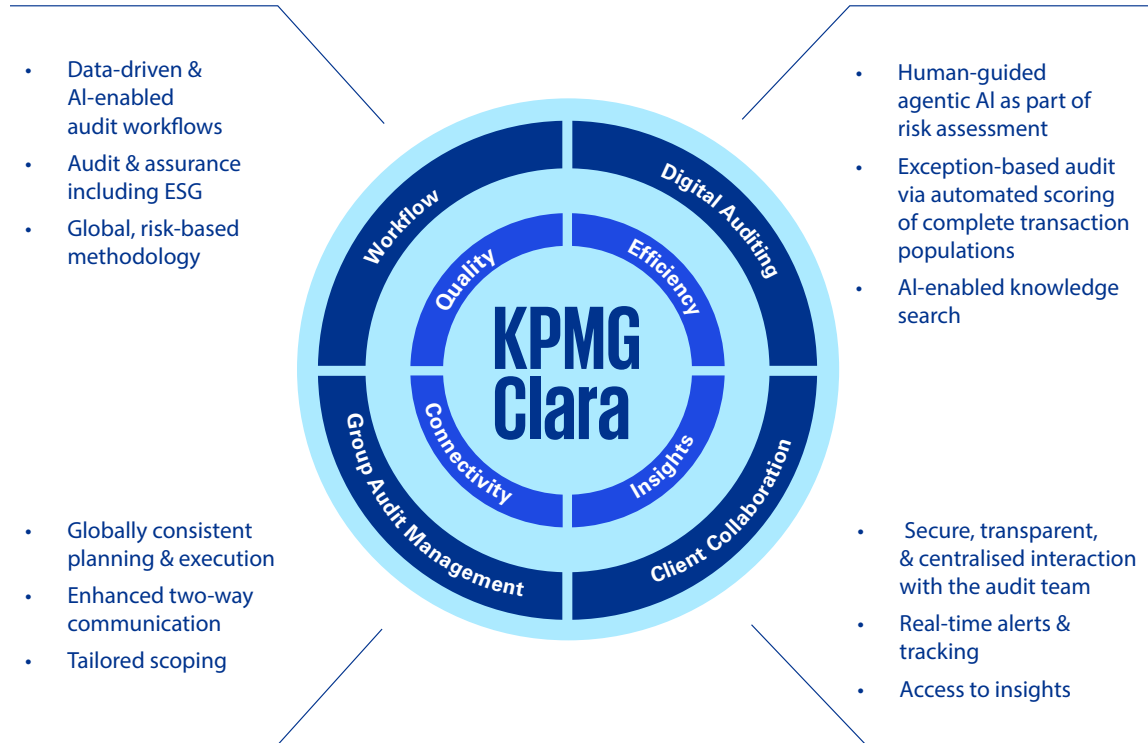 • Data-driven &
AI-enabled
audit workflows
• Audit & assurance
including ESG
• Global, risk-based
methodology
• Human-guided
agentic AI as part of
risk assessment
• Exception-based audit
via automated scoring
of complete transaction
populations
• AI-enabled knowledge
search
Workflow
Digital Auditing
Quality
Efficiency
KPMG
Clara
Connectivity
Insights
Group Audit Management
Client Collaboration
• Globally consistent
planning & execution
• Enhanced two-way
communication
• Tailored scoping
• Secure, transparent,
& centralised interaction
with the audit team
• Real-time alerts &
tracking
• Access to insights